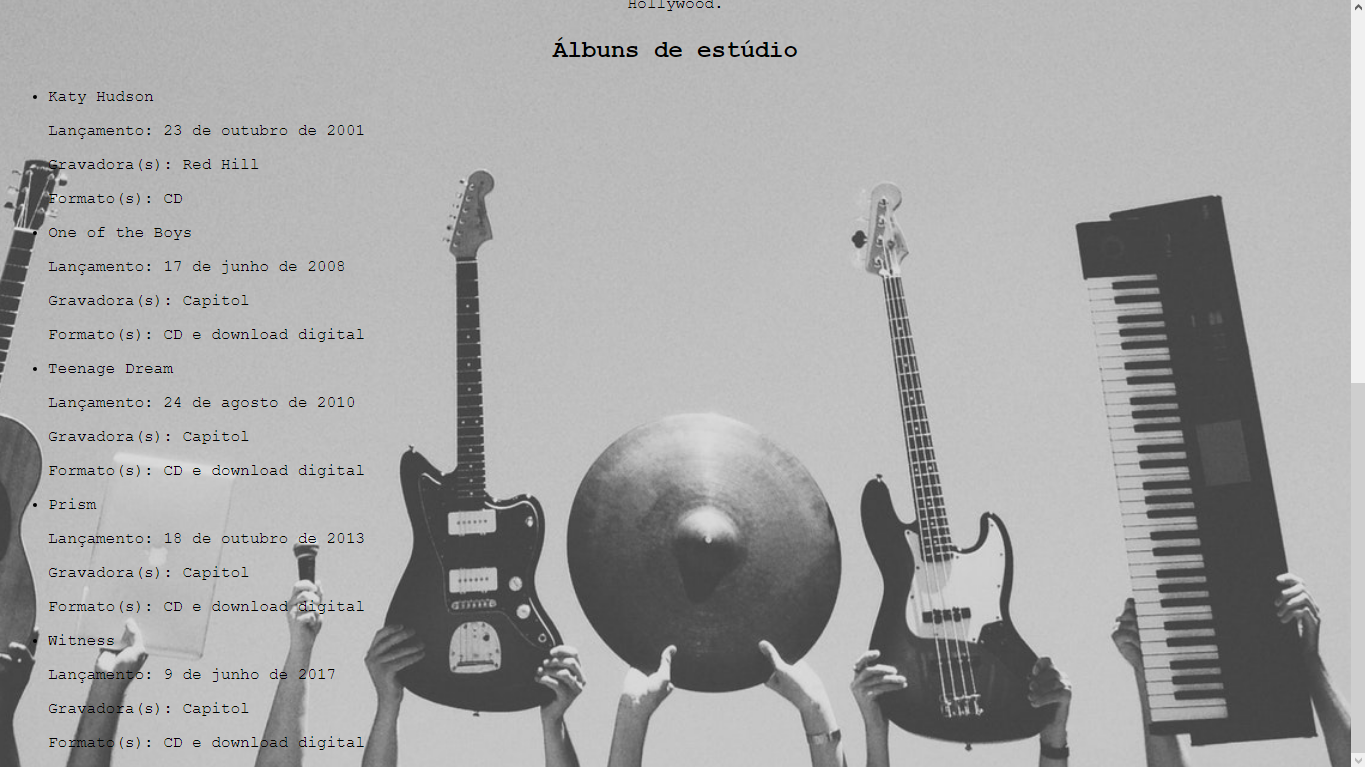 Hollywood.
Álbuns de estúdio
• Katy Hudson
Lançamento: 23 de outubro de 2001
Gravadora(s): Red Hill
Formato(s): CD
• One of the Boys
Lançamento: 17 de junho de 2008
Gravadora(s): Capitol
Formato(s): CD e download digital
• Teenage Dream
Lançamento: 24 de agosto de 2010
Gravadora(s): Capitol
Formato(s): CD e download digital
• Prism
Lançamento: 18 de outubro de 2013
Gravadora(s): Capitol
Formato(s): CD e download digital
• Witness
Lançamento: 9 de junho de 2017
Gravadora(s): Capitol
Formato(s): CD e download digital